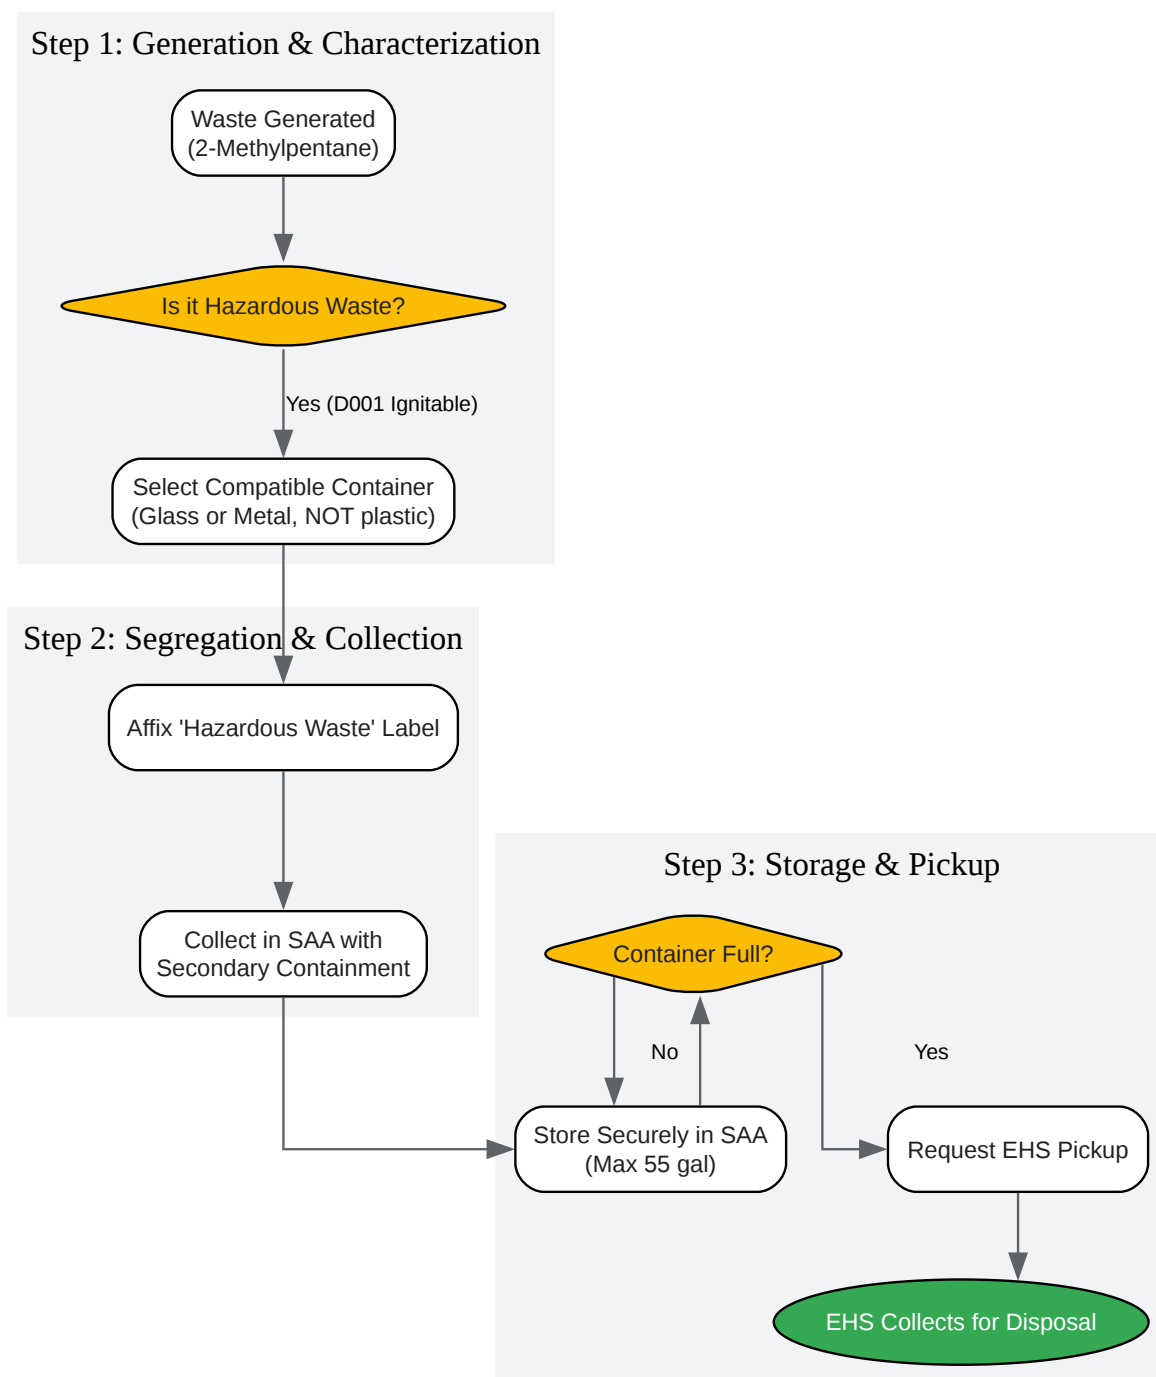 Step 1: Generation & Characterization
Waste Generated
(2-Methylpentane)
Is it Hazardous Waste?
Yes (D001 Ignitable)
Select Compatible Container
(Glass or Metal, NOT plastic)
Step 2: Segregation & Collection
Affix 'Hazardous Waste' Label
Collect in SAA with
Secondary Containment
Step 3: Storage & Pickup
Container Full?
No
Yes
Store Securely in SAA
(Max 55 gal)
Request EHS Pickup
EHS Collects for Disposal